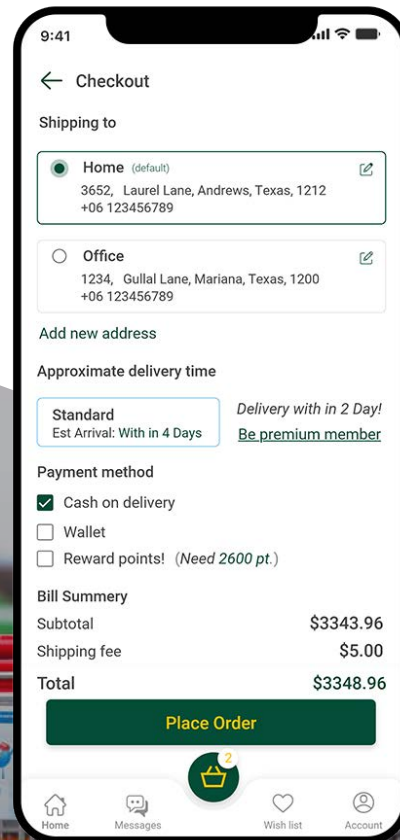 9:41
Checkout
Shipping to
Home (default)
3652, Laurel Lane, Andrews, Texas, 1212
+06 123456789
Office
1234, Gullal Lane, Mariana, Texas, 1200
+06 123456789
Add new address
Approximate delivery time
Standard
Est Arrival: With in 4 Days
Delivery with in 2 Day!
Be premium member
Payment method
Cash on delivery
Wallet
Reward points! (Need 2600 pt.)
Bill Summery
Subtotal $3343.96
Shipping fee $5.00
Total $3348.96
Place Order
2
Home Messages Wish list Account